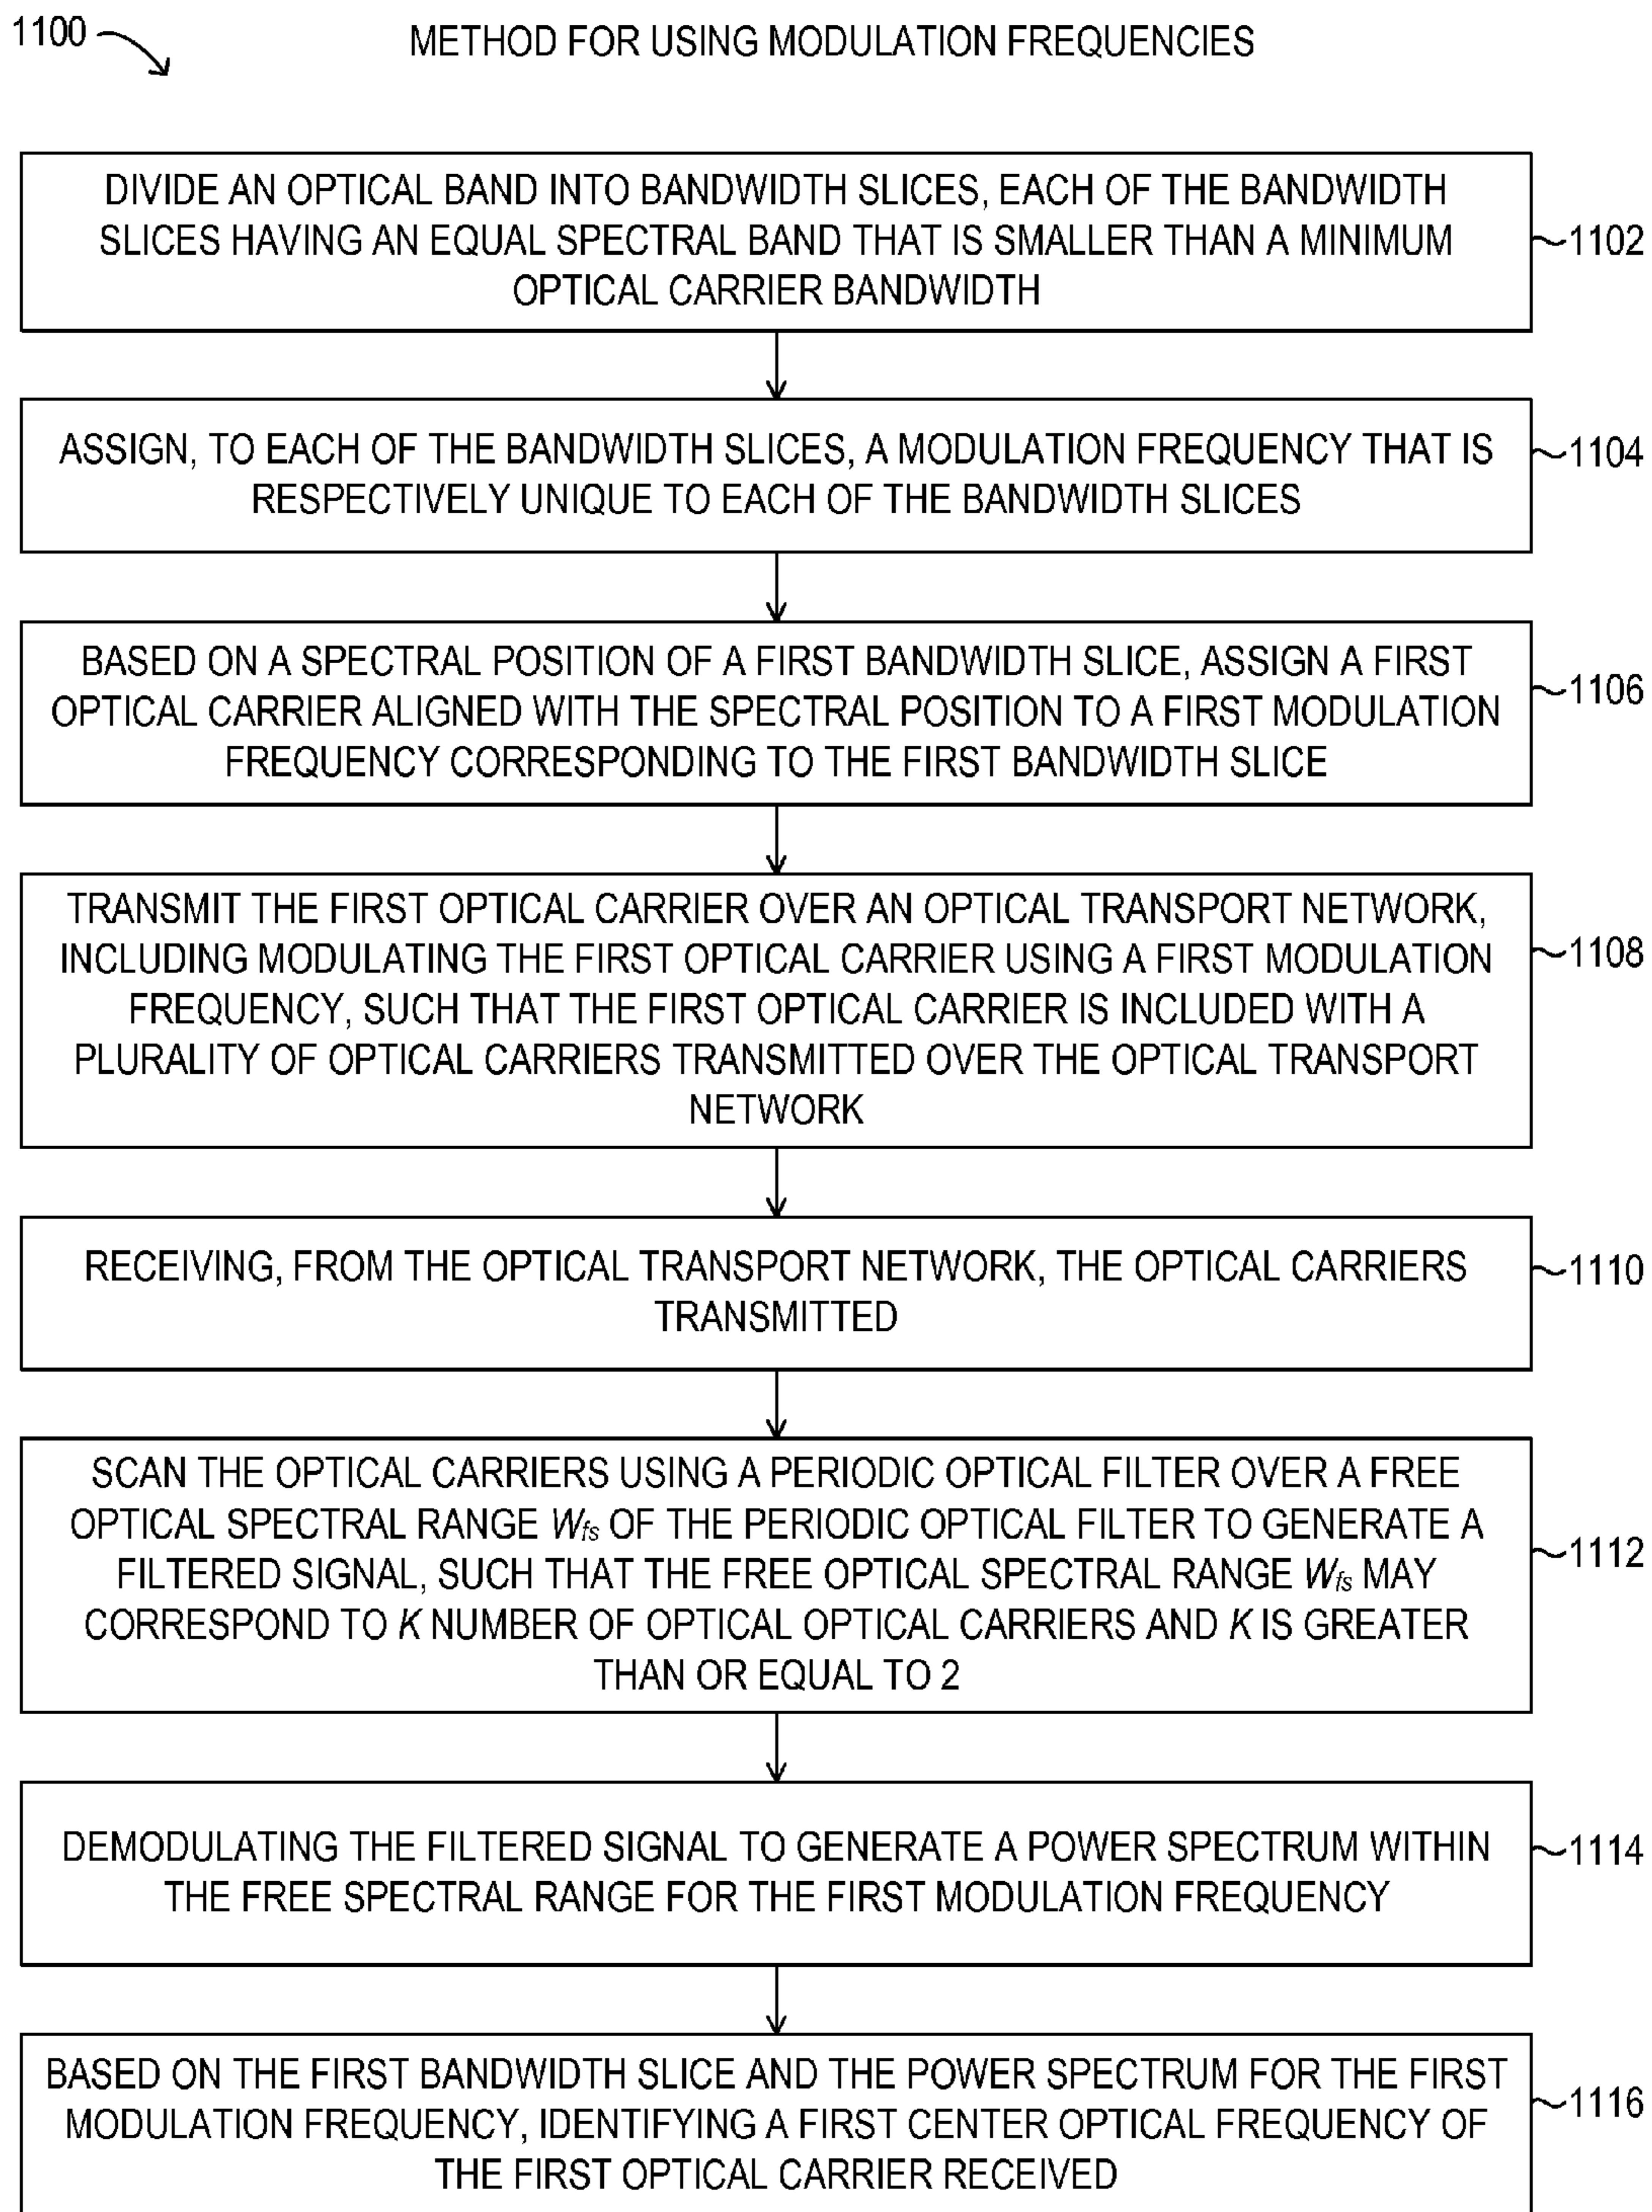 1100
METHOD FOR USING MODULATION FREQUENCIES
DIVIDE AN OPTICAL BAND INTO BANDWIDTH SLICES, EACH OF THE BANDWIDTH
SLICES HAVING AN EQUAL SPECTRAL BAND THAT IS SMALLER THAN A MINIMUM
OPTICAL CARRIER BANDWIDTH
~1102
ASSIGN, TO EACH OF THE BANDWIDTH SLICES, A MODULATION FREQUENCY THAT IS
RESPECTIVELY UNIQUE TO EACH OF THE BANDWIDTH SLICES
~1104
BASED ON A SPECTRAL POSITION OF A FIRST BANDWIDTH SLICE, ASSIGN A FIRST
OPTICAL CARRIER ALIGNED WITH THE SPECTRAL POSITION TO A FIRST MODULATION
FREQUENCY CORRESPONDING TO THE FIRST BANDWIDTH SLICE
~1106
TRANSMIT THE FIRST OPTICAL CARRIER OVER AN OPTICAL TRANSPORT NETWORK,
INCLUDING MODULATING THE FIRST OPTICAL CARRIER USING A FIRST MODULATION
FREQUENCY, SUCH THAT THE FIRST OPTICAL CARRIER IS INCLUDED WITH A
PLURALITY OF OPTICAL CARRIERS TRANSMITTED OVER THE OPTICAL TRANSPORT
NETWORK
~1108
RECEIVING, FROM THE OPTICAL TRANSPORT NETWORK, THE OPTICAL CARRIERS
TRANSMITTED
~1110
SCAN THE OPTICAL CARRIERS USING A PERIODIC OPTICAL FILTER OVER A FREE
OPTICAL SPECTRAL RANGE Wfs OF THE PERIODIC OPTICAL FILTER TO GENERATE A
FILTERED SIGNAL, SUCH THAT THE FREE OPTICAL SPECTRAL RANGE Wfs MAY
CORRESPOND TO K NUMBER OF OPTICAL OPTICAL CARRIERS AND K IS GREATER
THAN OR EQUAL TO 2
~1112
DEMODULATING THE FILTERED SIGNAL TO GENERATE A POWER SPECTRUM WITHIN
THE FREE SPECTRAL RANGE FOR THE FIRST MODULATION FREQUENCY
~1114
BASED ON THE FIRST BANDWIDTH SLICE AND THE POWER SPECTRUM FOR THE FIRST
MODULATION FREQUENCY, IDENTIFYING A FIRST CENTER OPTICAL FREQUENCY OF
THE FIRST OPTICAL CARRIER RECEIVED
~1116